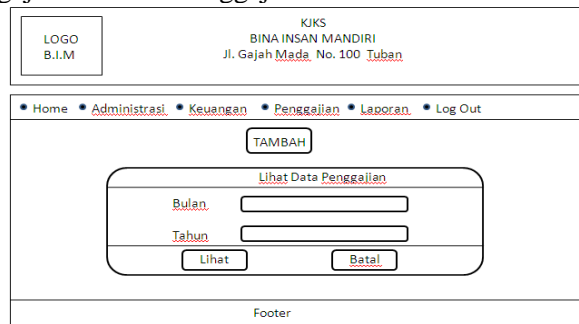 KJKS
LOGO
B.I.M
BINA INSAN MANDIRI
Jl. Gajah Mada No. 100 Tuban
Home Administrasi Keuangan Penggajian Laporan Log Out
TAMBAH
Lihat Data Penggajian
Bulan
Tahun
Lihat Batal
Footer